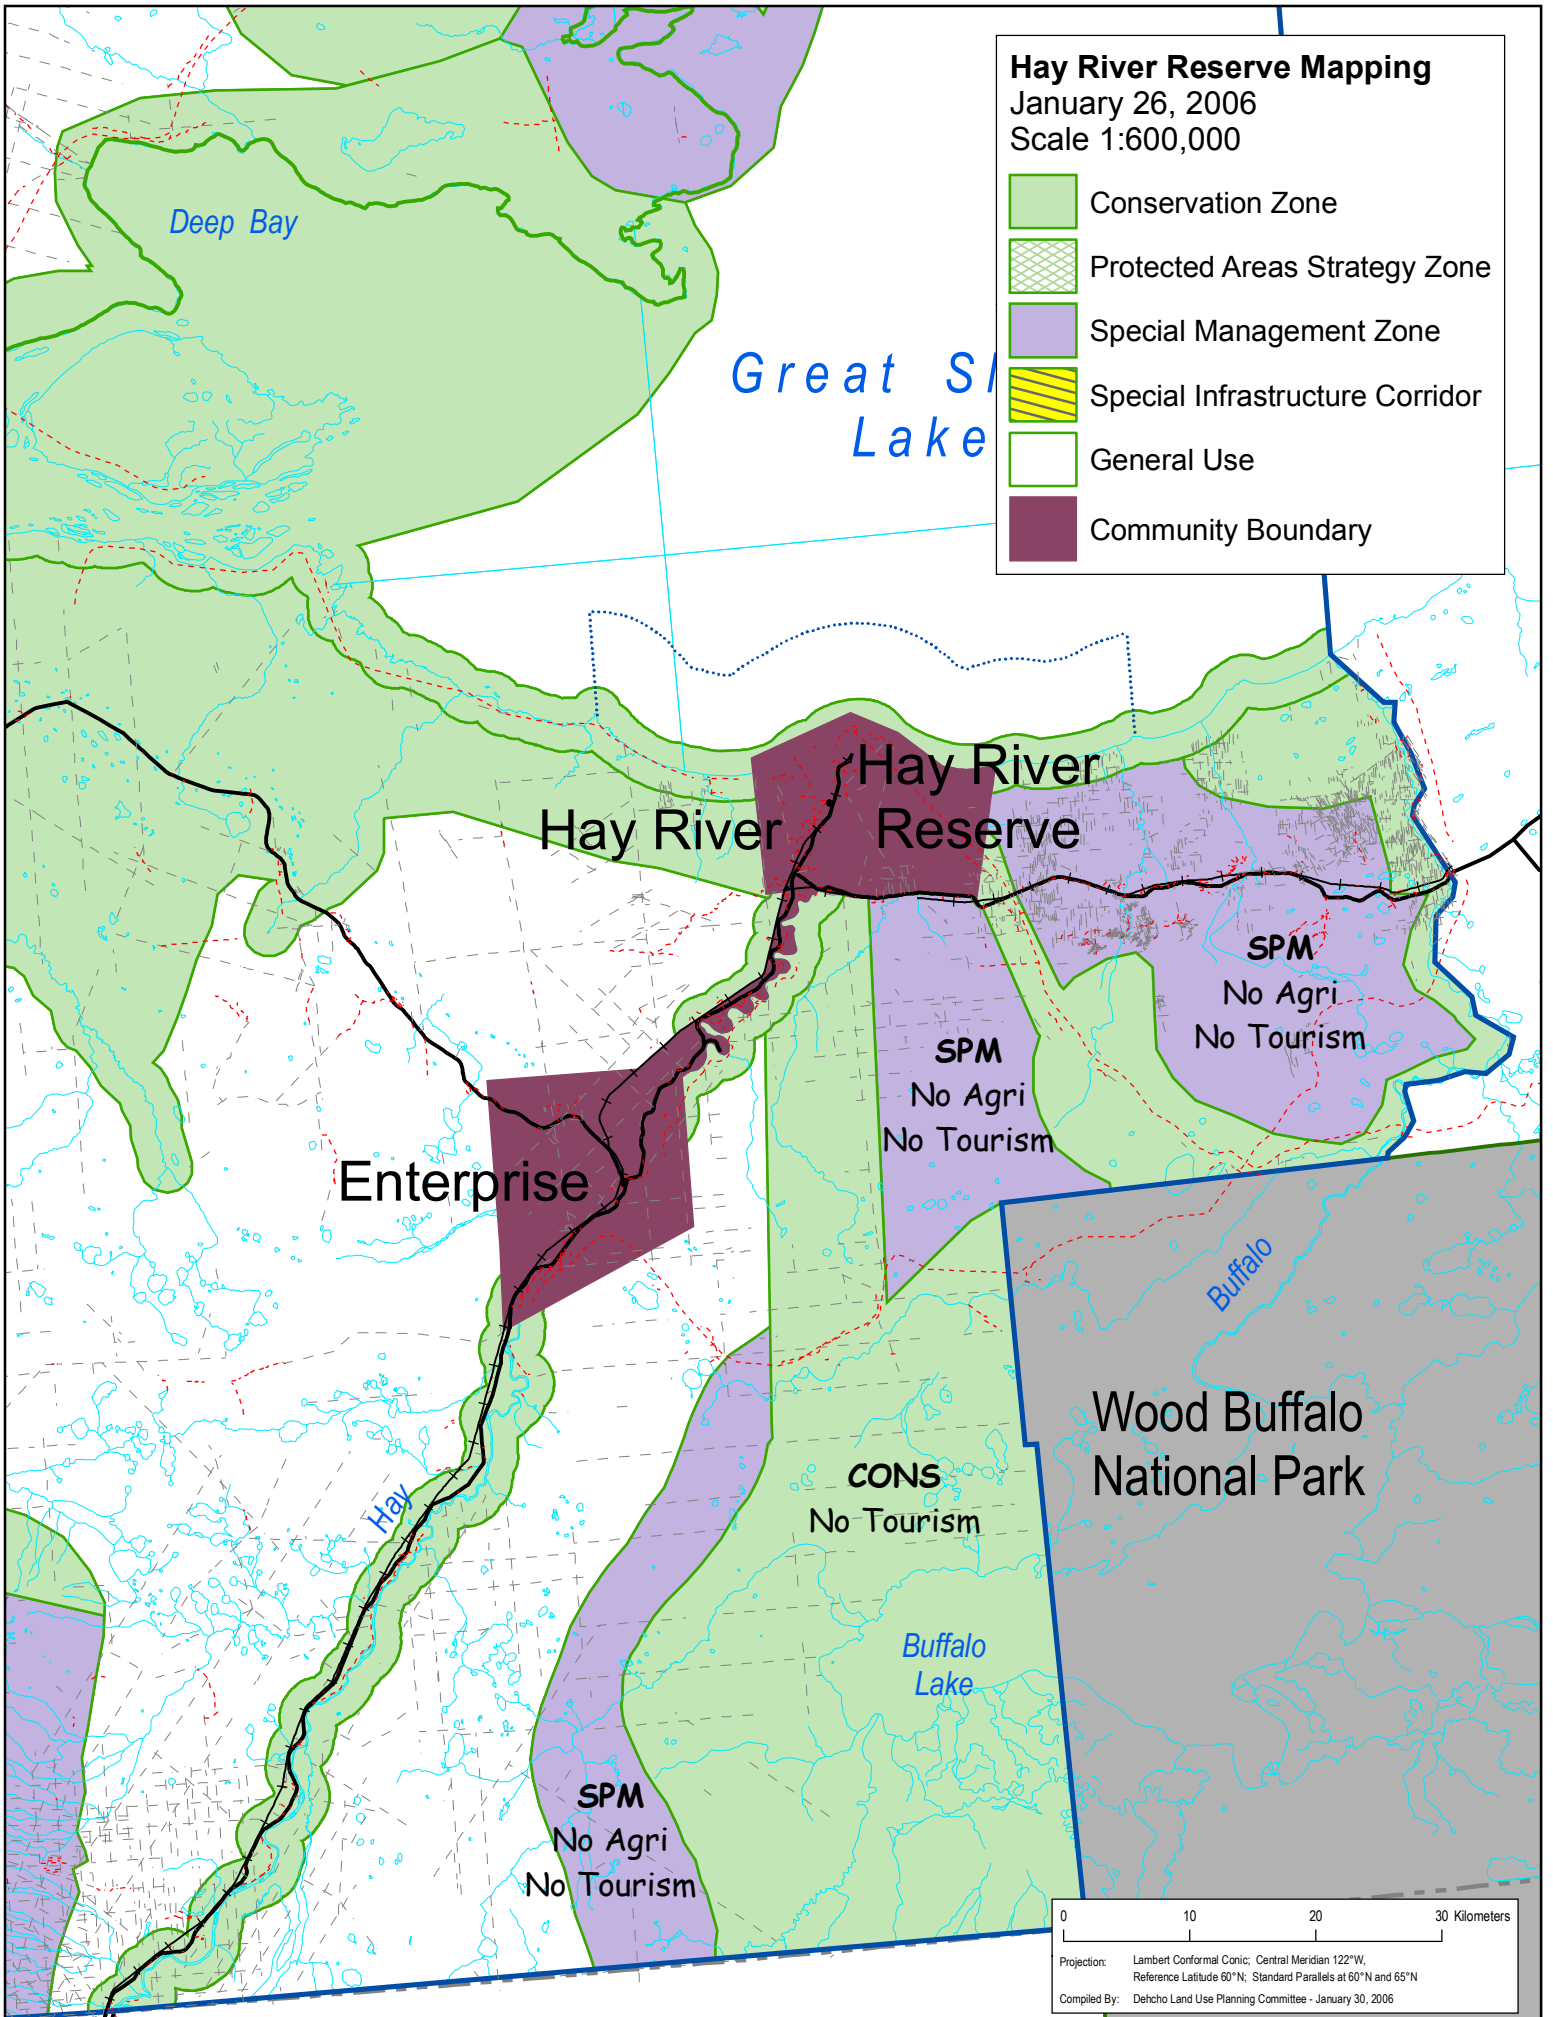 Hay River Reserve Mapping
January 26, 2006
Scale 1:600,000
Conservation Zone
Protected Areas Strategy Zone
Special Management Zone
Special Infrastructure Corridor
General Use
Community Boundary
Deep Bay
Great Sl
Lake
Hay River
Reserve
Hay River
SPM
No Agri
No Tourism
SPM
No Agri
No Tourism
Enterprise
Buffalo
Wood Buffalo
National Park
CONS
No Tourism
Hay
Buffalo
Lake
SPM
No Agri
No Tourism
0 10 20 30 Kilometers
Projection: Lambert Conformal Conic; Central Meridian 122°W,
Reference Latitude 60°N; Standard Parallels at 60°N and 65°N
Compiled By: Dehcho Land Use Planning Committee - January 30, 2006